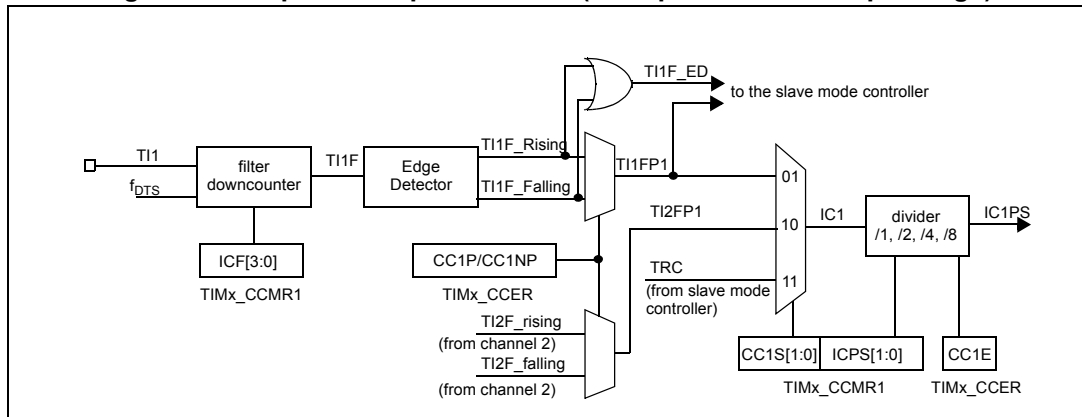 TI1F_ED
to the slave mode controller
TI1
f_DTS
filter
downcounter
TI1F
Edge
Detector
TI1F_Rising
TI1F_Falling
TI1FP1
TI2FP1
01
10
11
IC1
divider
/1, /2, /4, /8
IC1PS
ICF[3:0]
TIMx_CCMR1
CC1P/CC1NP
TIMx_CCER
TRC
(from slave mode
controller)
TI2F_rising
(from channel 2)
TI2F_falling
(from channel 2)
CC1S[1:0]
ICPS[1:0]
CC1E
TIMx_CCMR1
TIMx_CCER